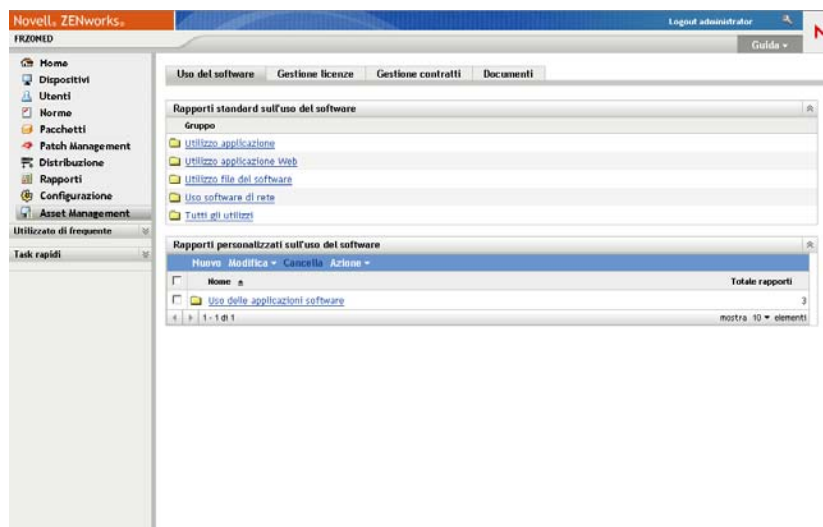 Novell® ZENworks®
Logout administrator
FRZONED
Guida
Home
Dispositivi
Utenti
Norme
Pacchetti
Patch Management
Distribuzione
Rapporti
Configurazione
Asset Management
Utilizzato di frequente
Task rapidi
Uso del software Gestione licenze Gestione contratti Documenti
Rapporti standard sull'uso del software
Gruppo
Utilizzo applicazione
Utilizzo applicazione Web
Utilizzo file del software
Uso software di rete
Tutti gli utilizzi
Rapporti personalizzati sull'uso del software
Nuovo Modifica Cancella Azione
Nome Totale rapporti
Uso delle applicazioni software 3
1 - 1 di 1 mostra 10 elementi